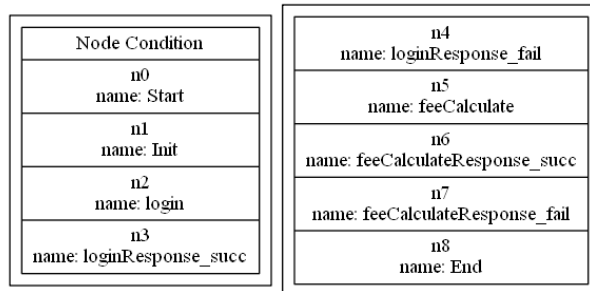 Node Condition
n0
name: Start
n1
name: Init
n2
name: login
n3
name: loginResponse_succ
n4
name: loginResponse_fail
n5
name: feeCalculate
n6
name: feeCalculateResponse_succ
n7
name: feeCalculateResponse_fail
n8
name: End